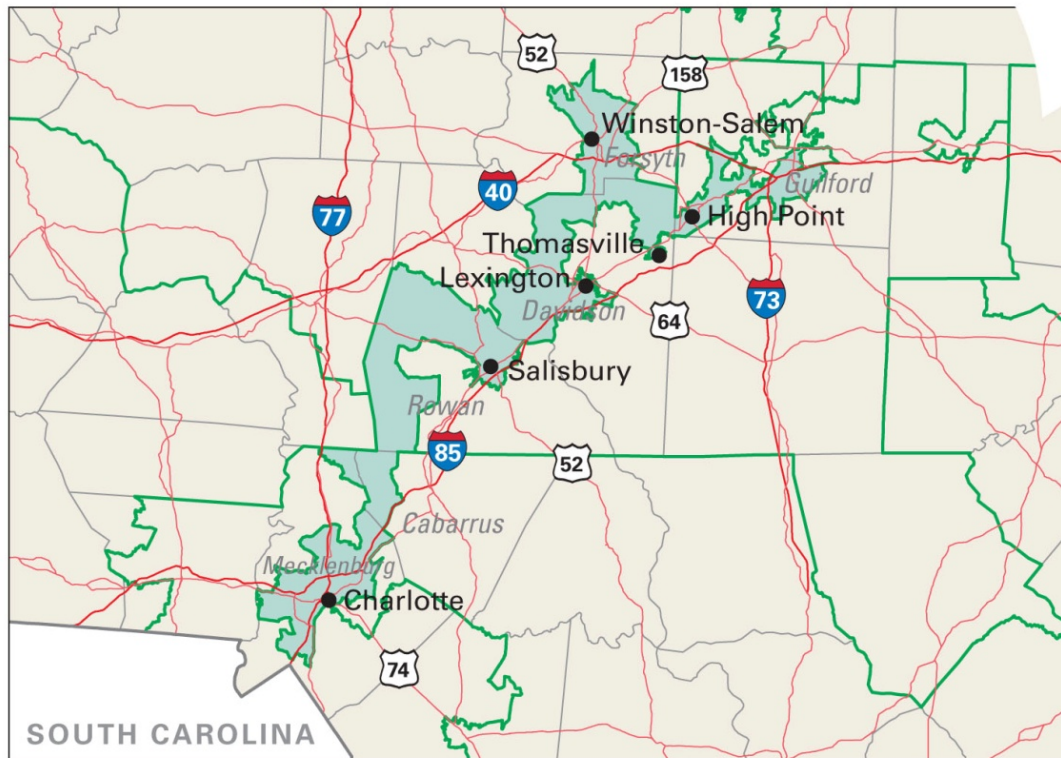 52
158
Winston-Salem
Forsyth
Guilford
40
77
High Point
Thomasville
Lexington
Davidson
73
64
Salisbury
Rowan
85
52
Cabarrus
Mecklenburg
Charlotte
74
SOUTH CAROLINA